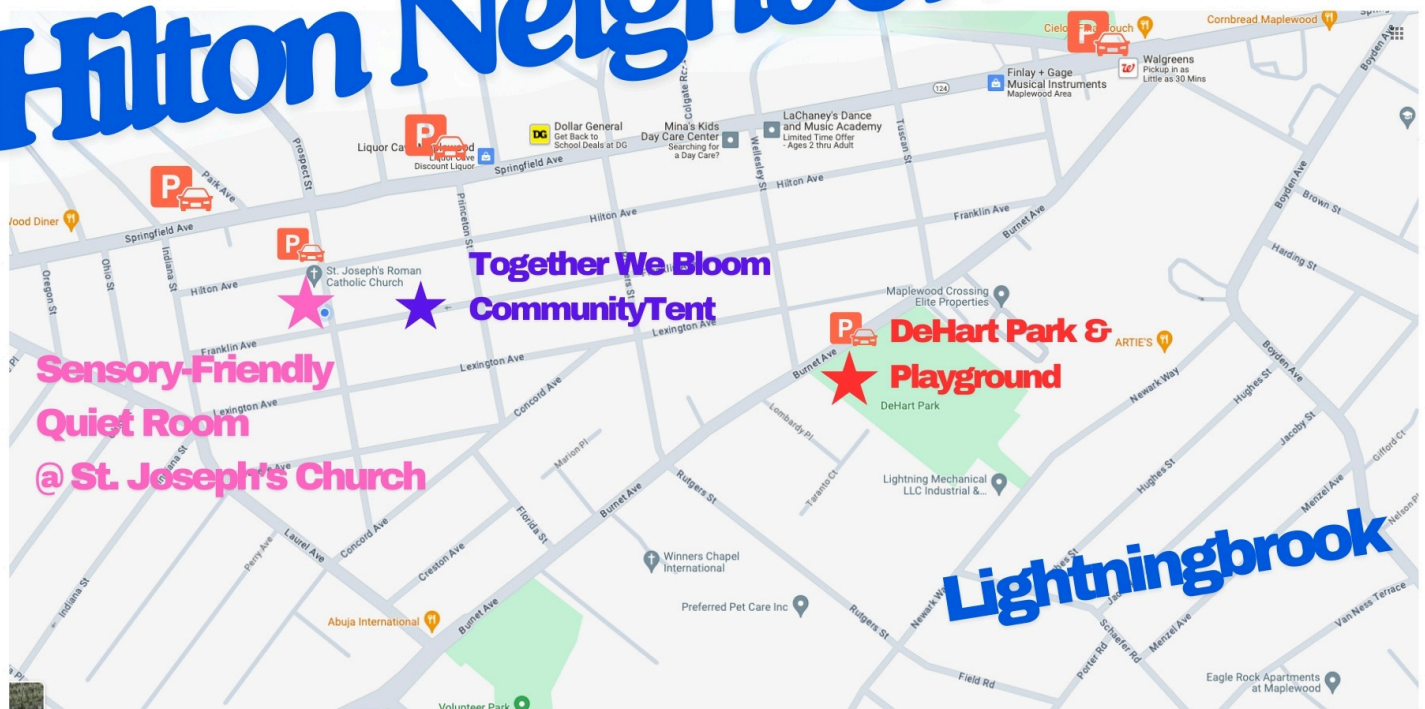 Hilton Neighbor
Cornbread Maplewood
P
Walgreens
Pickup in as
Little as 30 Mins
Boyden Ave
Finlay + Gage
Musical Instruments
Maplewood Area
124
Colgate Rd
P
Liquor
Discount Liquor
DG
Dollar General
Get Back to
School Deals at DG
Mina's Kids
Day Care Center
Searching for
a Day Care?
LaChaney's Dance
and Music Academy
Limited Time Offer
- Ages 2 thru Adult
Tuscan St
Prospect St
Springfield Ave
Wellesley St
Hilton Ave
P
Park Ave
Princeton St
Boyden Ave
Brown St
Wood Diner
Springfield Ave
Hilton Ave
Franklin Ave
Burnet Ave
P
Oregon St
Ohio St
Indiana St
Hilton Ave
St. Joseph's Roman
Catholic Church
Together We Bloom
CommunityTent
Harding St
Maplewood Crossing
Elite Properties
Lexington Ave
P
DeHart Park &
Playground
ARTIE'S
Franklin Ave
Sensory-Friendly
Quiet Room
@ St. Joseph's Church
Lexington Ave
Lexington Ave
Concord Ave
Burnet Ave
DeHart Park
Lombardy Pl
Newark Way
Boyden Ave
Hughes St
Jacoby St
Gifford Ct
Marion Pl
Rutgers St
Taranto Ct
Lightning Mechanical
LLC Industrial &...
Hughes St
Menzel Ave
Burnet Ave
Florida St
Laurel Ave
Concord Ave
Creston Ave
Perry Ave
Indiana St
Winners Chapel
International
Lightningbrook
Preferred Pet Care Inc
Abuja International
Burnet Ave
Rutgers St
Newark Way
Schaefer Rd
Porter Rd
Menzel Ave
Van Ness Terrace
Field Rd
Eagle Rock Apartments
at Maplewood
Volunteer Park